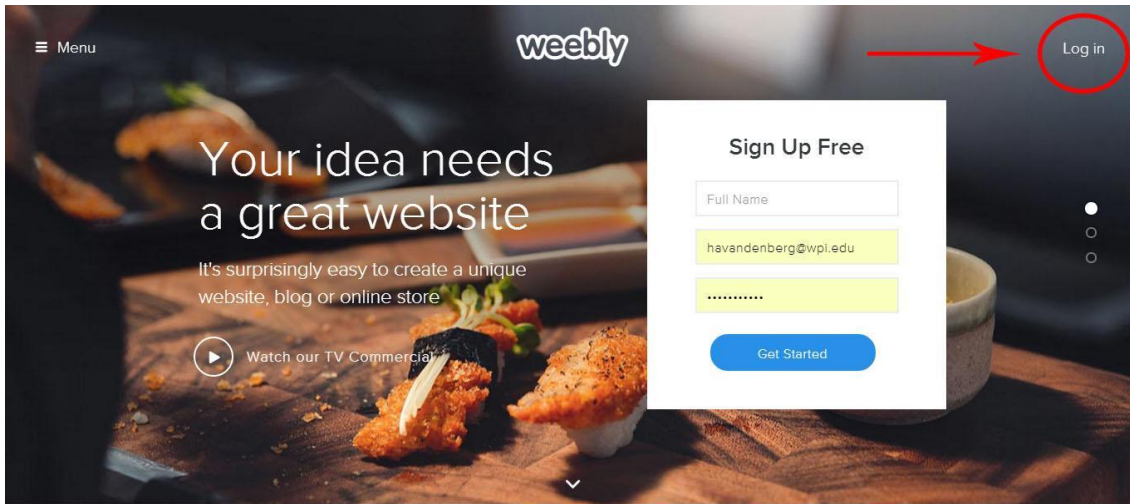 Menu
weebly
Log in
Your idea needs
a great website
It's surprisingly easy to create a unique
website, blog or online store
Watch our TV Commercial
Sign Up Free
Full Name
havandenberg@wpi.edu
Get Started